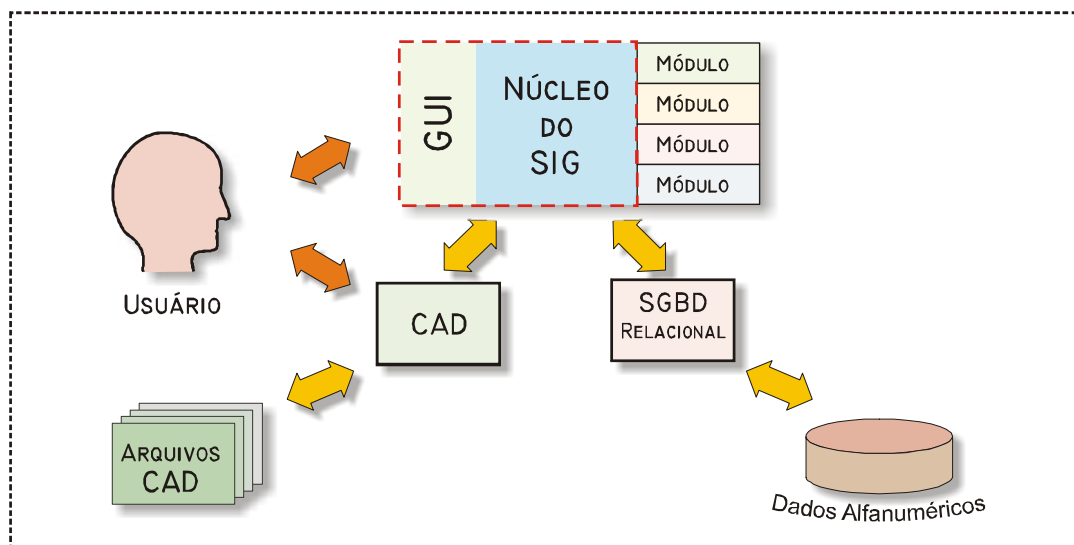 GUI
NÚCLEO
DO
SIG
MÓDULO
MÓDULO
MÓDULO
MÓDULO
USUÁRIO
CAD
SGBD
RELACIONAL
ARQUIVOS
CAD
Dados Alfanuméricos